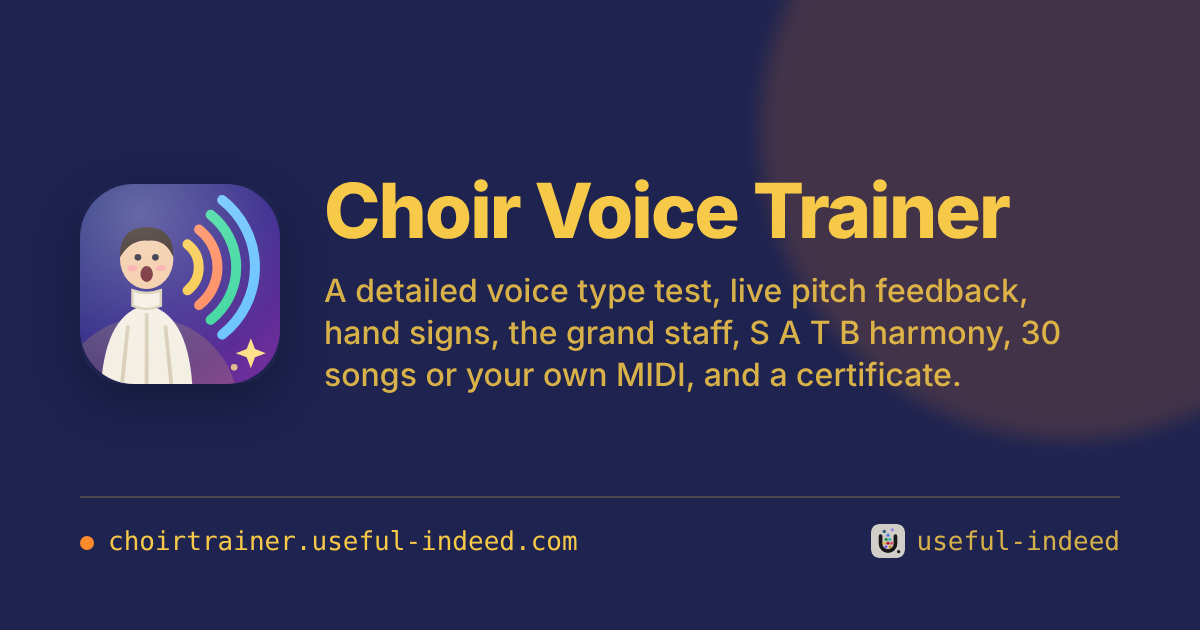 Choir Voice Trainer
A detailed voice type test, live pitch feedback,
hand signs, the grand staff, S A T B harmony, 30
songs or your own MIDI, and a certificate.
choirtrainer.useful-indeed.com
useful-indeed